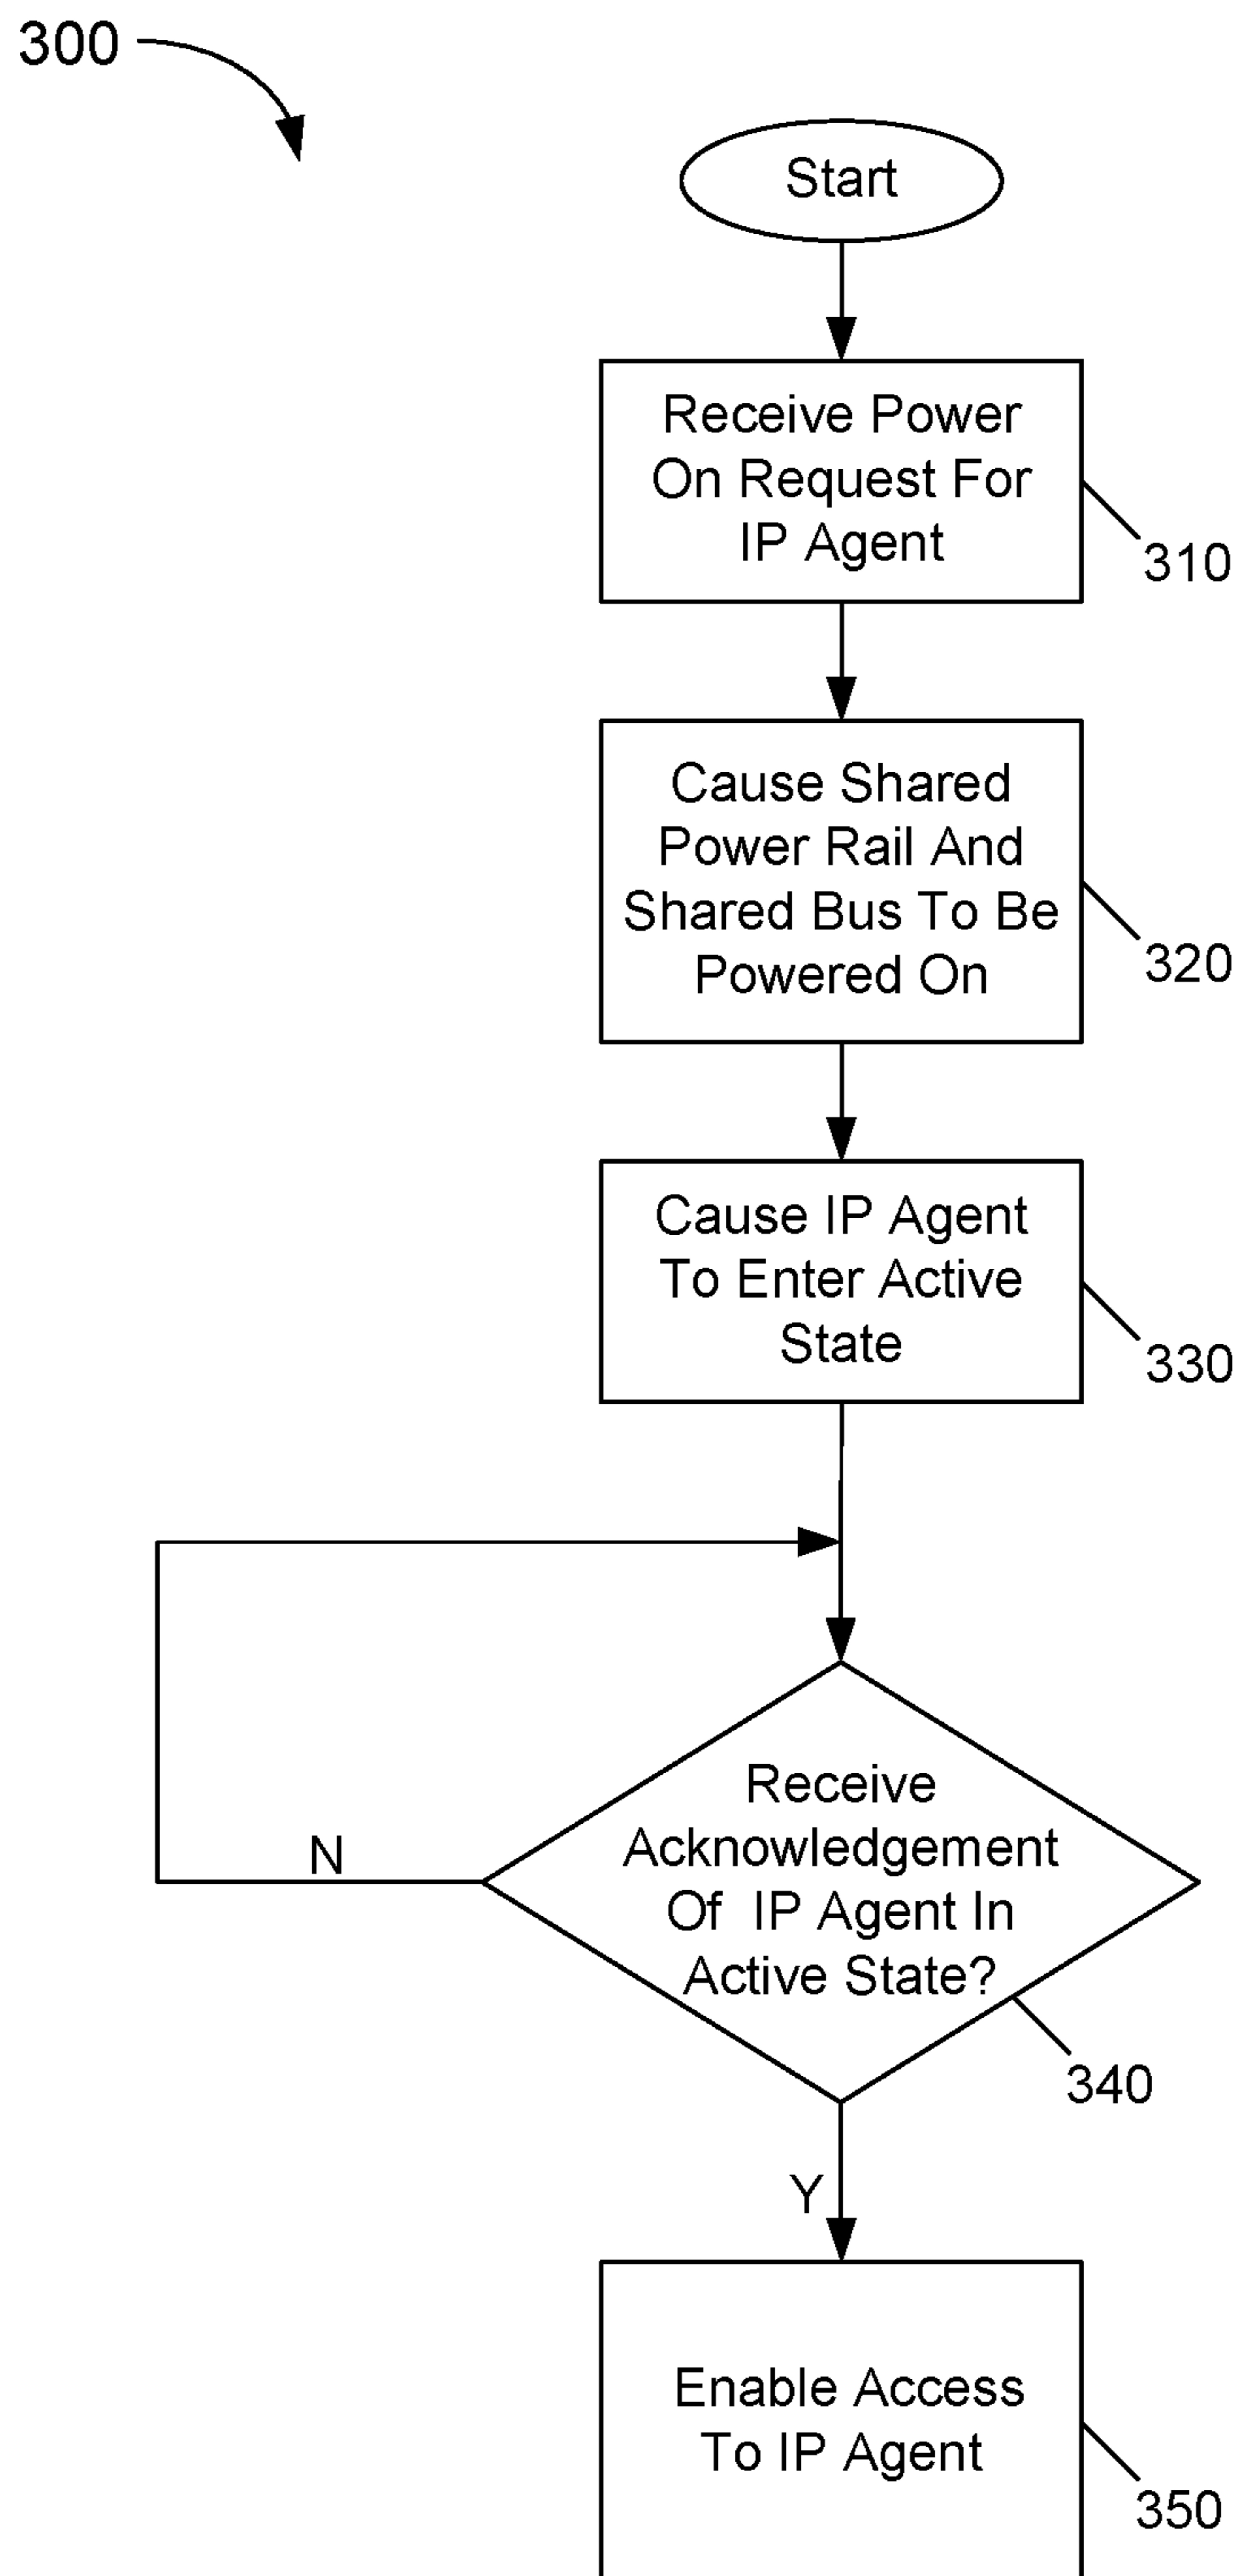 300
Start
Receive Power
On Request For
IP Agent
310
Cause Shared
Power Rail And
Shared Bus To Be
Powered On
320
Cause IP Agent
To Enter Active
State
330
Receive
Acknowledgement
Of IP Agent In
Active State?
N
340
Y
Enable Access
To IP Agent
350